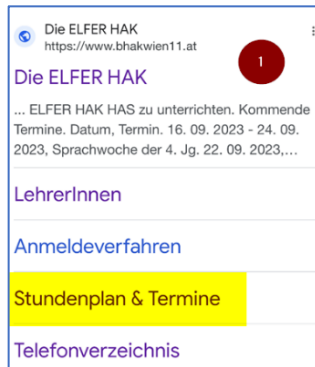 Die ELFER HAK
https://www.bhakwien11.at
1
Die ELFER HAK
... ELFER HAK HAS zu unterrichten. Kommende
Termine. Datum, Termin. 16. 09. 2023 - 24. 09.
2023, Sprachwoche der 4. Jg. 22. 09. 2023,...
LehrerInnen
Anmeldeverfahren
Stundenplan & Termine
Telefonverzeichnis